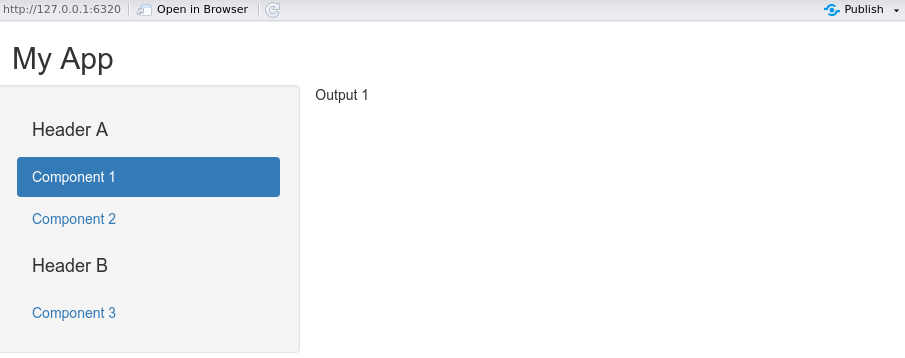 http://127.0.0.1:6320 Open in Browser Publish
My App
Output 1
Header A
Component 1
Component 2
Header B
Component 3